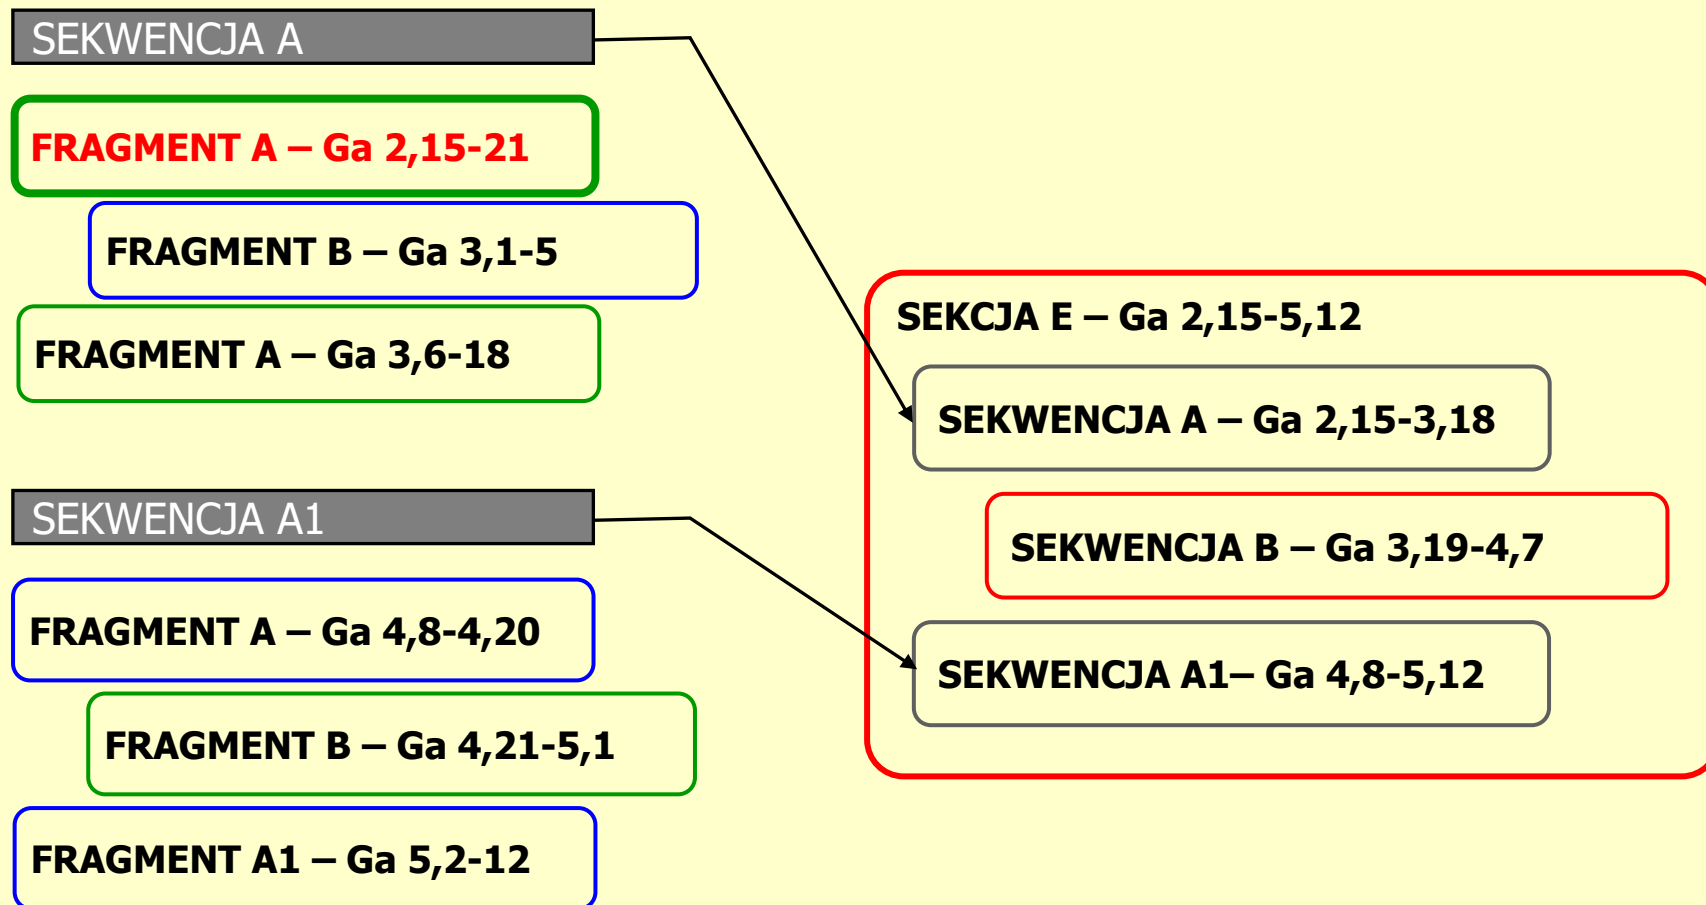 SEKWENCJA A
FRAGMENT A – Ga 2,15-21
FRAGMENT B – Ga 3,1-5
FRAGMENT A – Ga 3,6-18
SEKWENCJA A1
FRAGMENT A – Ga 4,8-4,20
FRAGMENT B – Ga 4,21-5,1
FRAGMENT A1 – Ga 5,2-12
SEKCJA E – Ga 2,15-5,12
SEKWENCJA A – Ga 2,15-3,18
SEKWENCJA B – Ga 3,19-4,7
SEKWENCJA A1– Ga 4,8-5,12